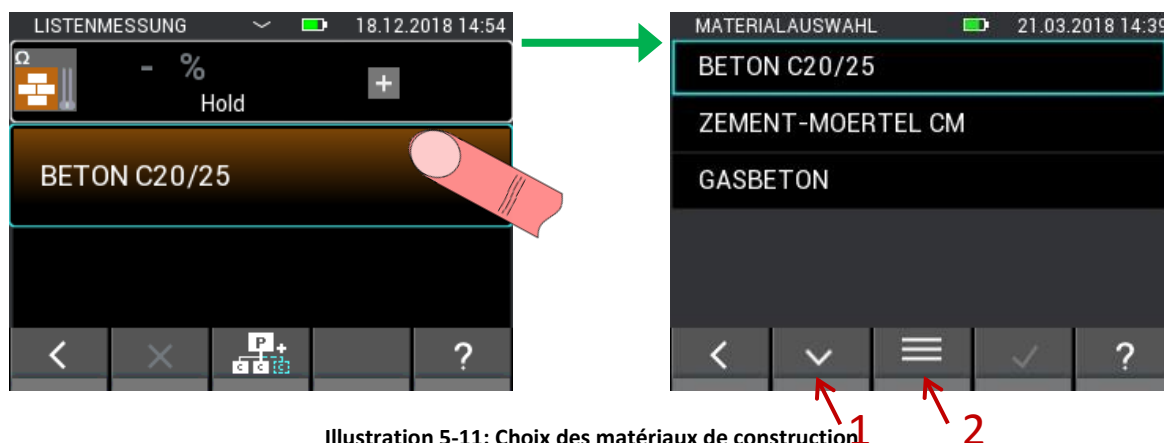 LISTENMESSUNG 18.12.2018 14:54
Ω
- %
+
Hold
BETON C20/25
P +
c c c
?
MATERIALAUSWAHL 21.03.2018 14:39
BETON C20/25
ZEMENT-MOERTEL CM
GASBETON
?
1 2
Illustration 5-11: Choix des matériaux de construction